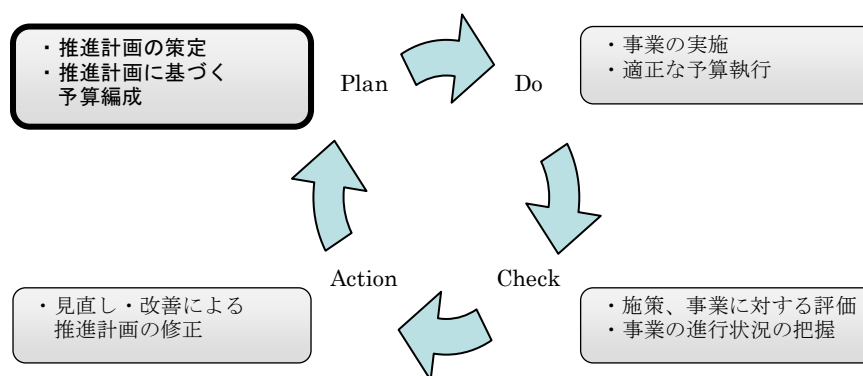 ・推進計画の策定
・推進計画に基づく
予算編成
Plan
Do
・事業の実施
・適正な予算執行
Action
Check
・見直し・改善による
推進計画の修正
・施策、事業に対する評価
・事業の進行状況の把握